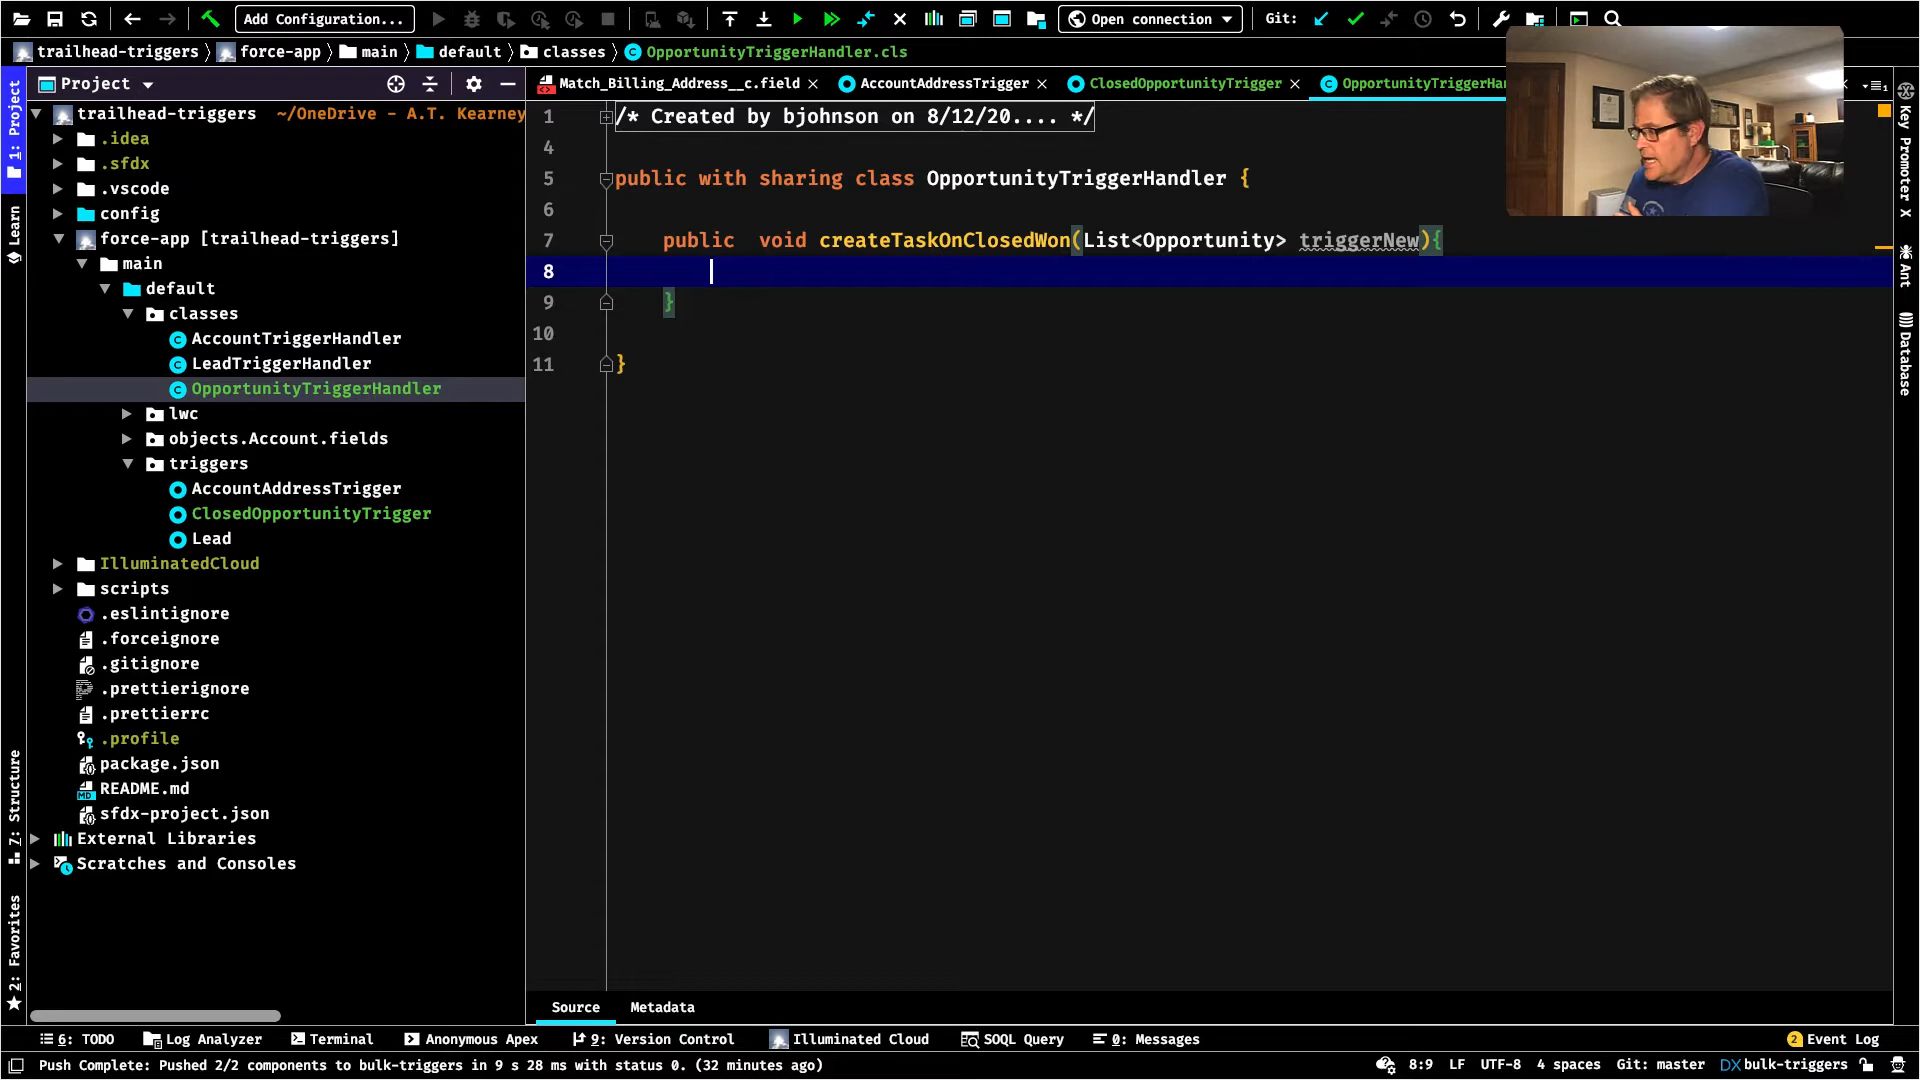 Add Configuration...
Open connection
Git:
trailhead-triggers
force-app
main
default
classes
OpportunityTriggerHandler.cls
Project
Match_Billing_Address__c.field
AccountAddressTrigger
ClosedOpportunityTrigger
OpportunityTriggerHan
1
1: Project
Learn
7: Structure
2: Favorites
trailhead-triggers ~/OneDrive - A.T. Kearney
.idea
.sfdx
.vscode
config
force-app [trailhead-triggers]
main
default
classes
AccountTriggerHandler
LeadTriggerHandler
OpportunityTriggerHandler
lwc
objects.Account.fields
triggers
AccountAddressTrigger
ClosedOpportunityTrigger
Lead
IlluminatedCloud
scripts
.eslintignore
.forceignore
.gitignore
.prettierignore
.prettierrc
.profile
package.json
README.md
sfdx-project.json
External Libraries
Scratches and Consoles
1 /* Created by bjohnson on 8/12/20.... */
4
5 public with sharing class OpportunityTriggerHandler {
6
7 public  void createTaskOnClosedWon(List<Opportunity> triggerNew){
8
9 }
10
11 }
Key Promoter X
Ant
Database
Source
Metadata
6: TODO
Log Analyzer
Terminal
Anonymous Apex
9: Version Control
Illuminated Cloud
SOQL Query
0: Messages
2 Event Log
Push Complete: Pushed 2/2 components to bulk-triggers in 9 s 28 ms with status 0. (32 minutes ago)
8:9
LF
UTF-8
4 spaces
Git: master
DX bulk-triggers